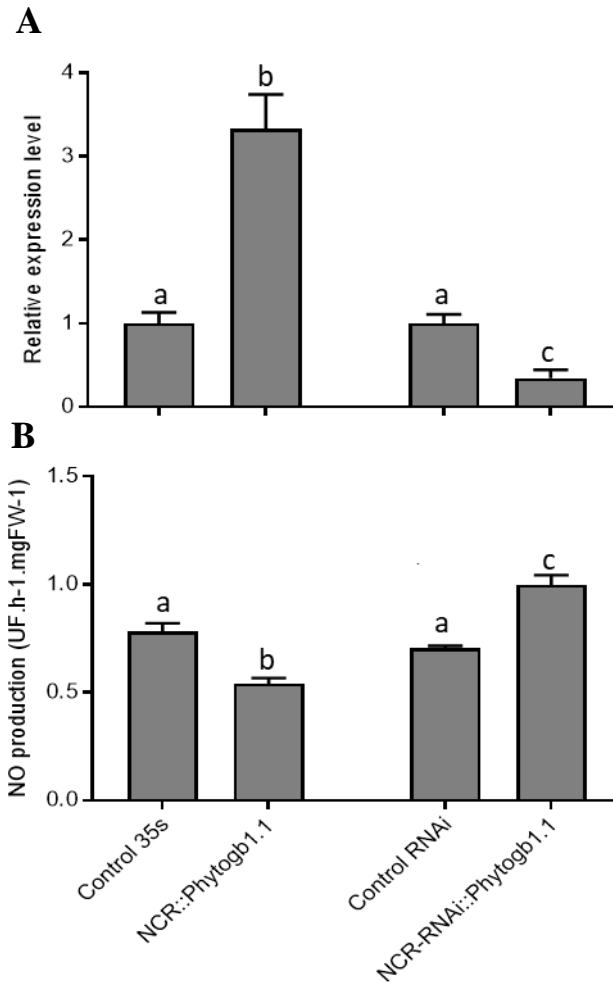 A
Relative expression level
4
3
2
1
0
a
b
a
c
B
NO production (UF.h-1.mgFW-1)
1.5
1.0
0.5
0.0
a
b
a
c
Control 35s
NCR::Phytogb1.1
Control RNAi
NCR-RNAi::Phytogb1.1